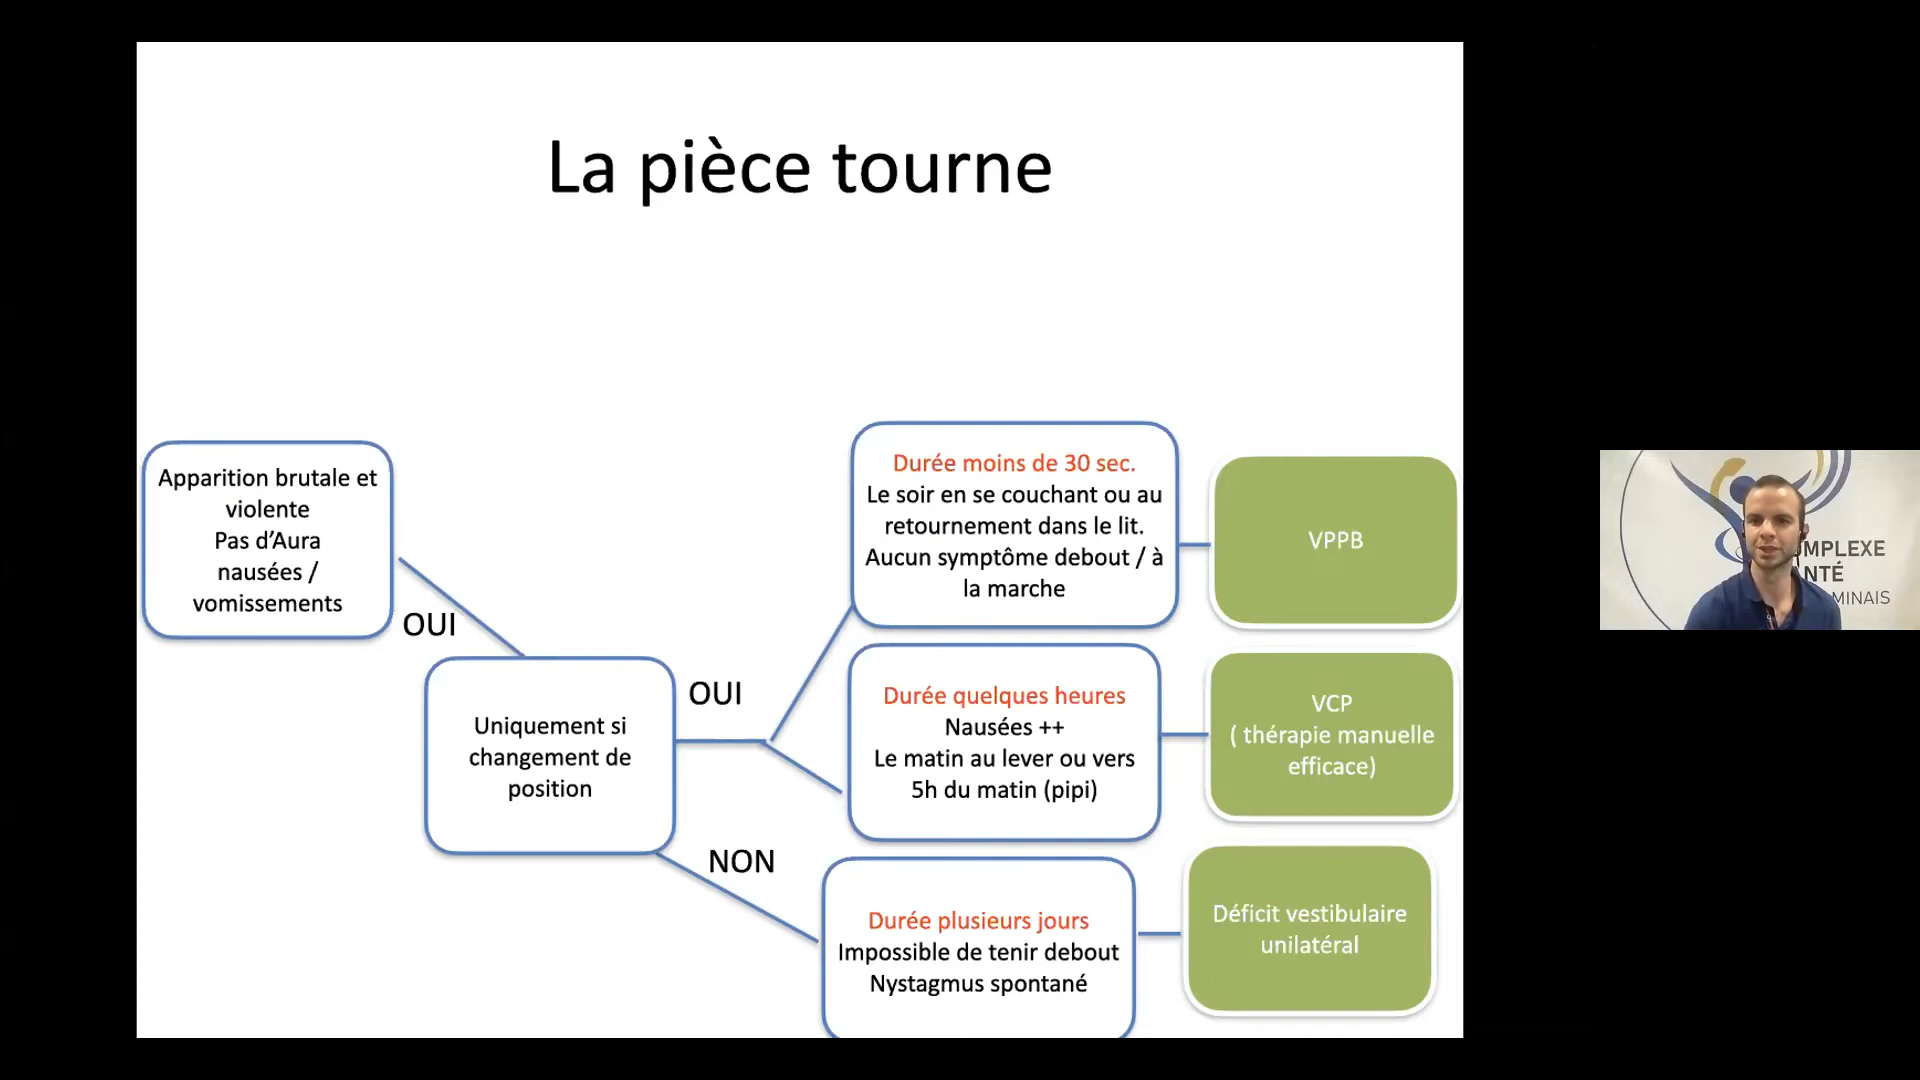 La pièce tourne
Apparition brutale et
violente
Pas d’Aura
nausées /
vomissements
OUI
Uniquement si
changement de
position
OUI
NON
Durée moins de 30 sec.
Le soir en se couchant ou au
retournement dans le lit.
Aucun symptôme debout / à
la marche
VPPB
Durée quelques heures
Nausées ++
Le matin au lever ou vers
5h du matin (pipi)
VCP
( thérapie manuelle
efficace)
Durée plusieurs jours
Impossible de tenir debout
Nystagmus spontané
Déficit vestibulaire
unilatéral
OMPLEXE
ANTÉ
MINAIS